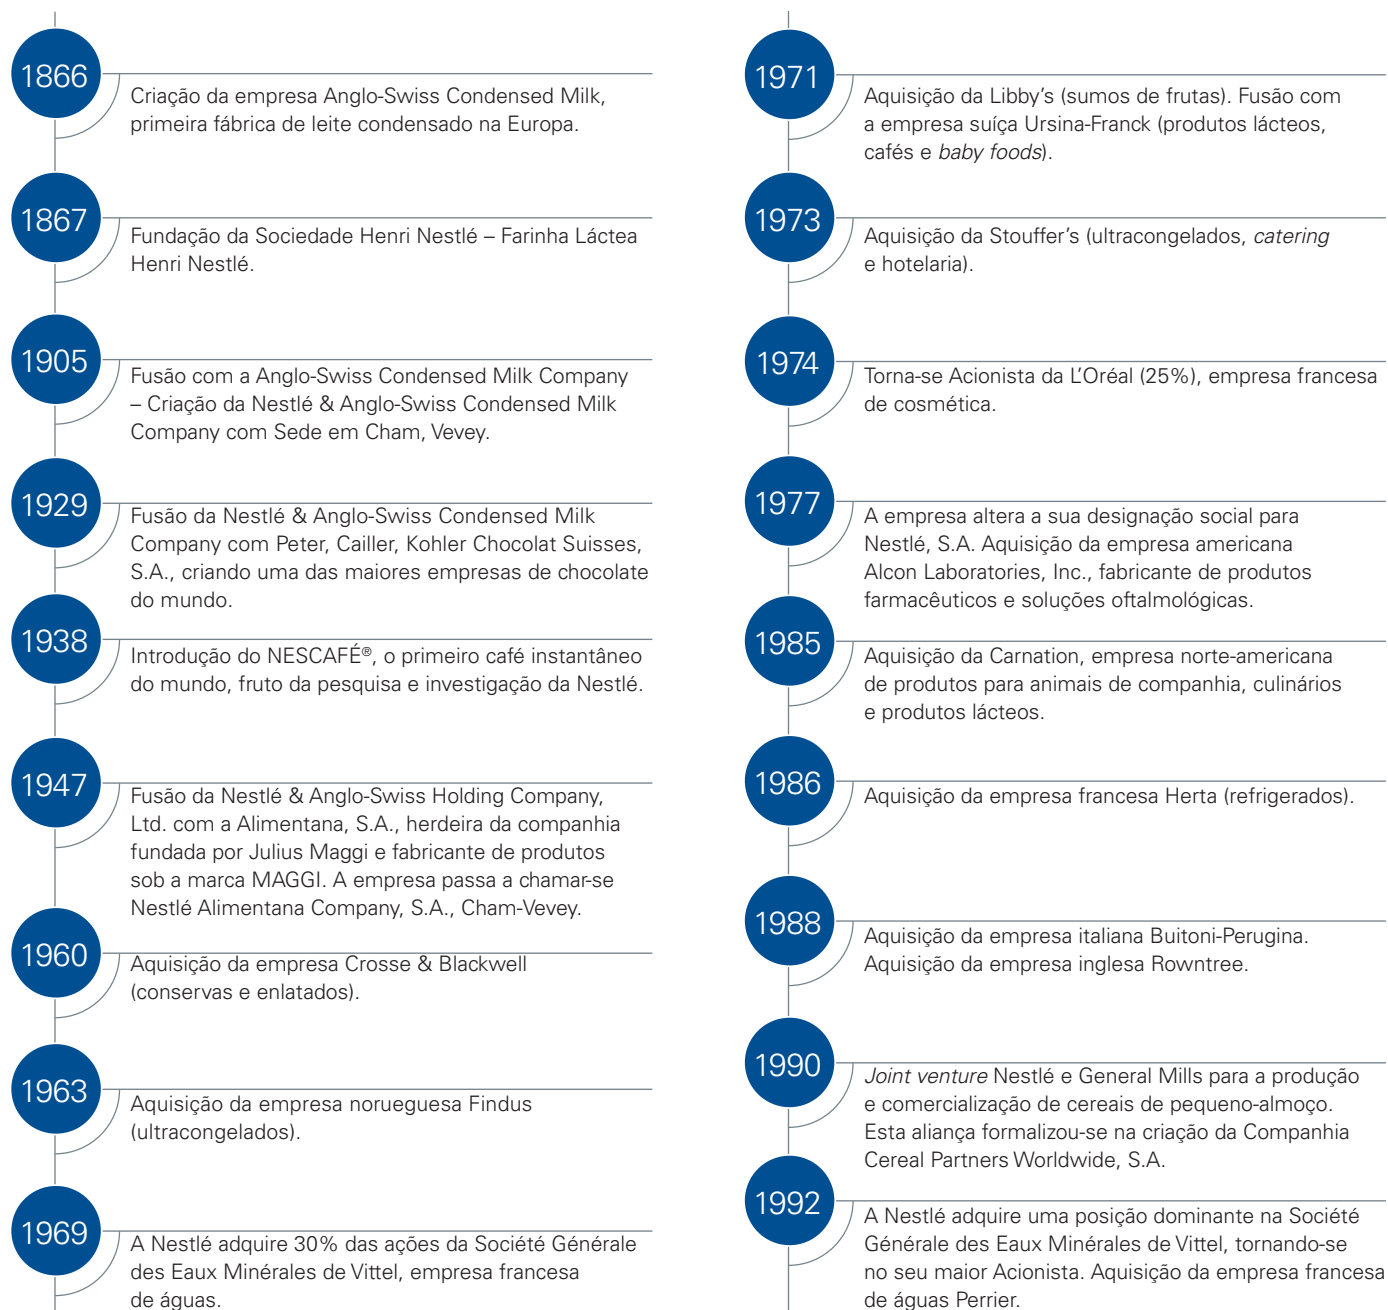 1866
Criação da empresa Anglo-Swiss Condensed Milk,
primeira fábrica de leite condensado na Europa.
1867
Fundação da Sociedade Henri Nestlé – Farinha Láctea
Henri Nestlé.
1905
Fusão com a Anglo-Swiss Condensed Milk Company
– Criação da Nestlé & Anglo-Swiss Condensed Milk
Company com Sede em Cham, Vevey.
1929
Fusão da Nestlé & Anglo-Swiss Condensed Milk
Company com Peter, Cailler, Kohler Chocolat Suisses,
S.A., criando uma das maiores empresas de chocolate
do mundo.
1938
Introdução do NESCAFÉ®, o primeiro café instantâneo
do mundo, fruto da pesquisa e investigação da Nestlé.
1947
Fusão da Nestlé & Anglo-Swiss Holding Company,
Ltd. com a Alimentana, S.A., herdeira da companhia
fundada por Julius Maggi e fabricante de produtos
sob a marca MAGGI. A empresa passa a chamar-se
Nestlé Alimentana Company, S.A., Cham-Vevey.
1960
Aquisição da empresa Crosse & Blackwell
(conservas e enlatados).
1963
Aquisição da empresa norueguesa Findus
(ultracongelados).
1969
A Nestlé adquire 30% das ações da Société Générale
des Eaux Minérales de Vittel, empresa francesa
de águas.
1971
Aquisição da Libby's (sumos de frutas). Fusão com
a empresa suíça Ursina-Franck (produtos lácteos,
cafés e baby foods).
1973
Aquisição da Stouffer's (ultracongelados, catering
e hotelaria).
1974
Torna-se Acionista da L'Oréal (25%), empresa francesa
de cosmética.
1977
A empresa altera a sua designação social para
Nestlé, S.A. Aquisição da empresa americana
Alcon Laboratories, Inc., fabricante de produtos
farmacêuticos e soluções oftalmológicas.
1985
Aquisição da Carnation, empresa norte-americana
de produtos para animais de companhia, culinários
e produtos lácteos.
1986
Aquisição da empresa francesa Herta (refrigerados).
1988
Aquisição da empresa italiana Buitoni-Perugina.
Aquisição da empresa inglesa Rowntree.
1990
Joint venture Nestlé e General Mills para a produção
e comercialização de cereais de pequeno-almoço.
Esta aliança formalizou-se na criação da Companhia
Cereal Partners Worldwide, S.A.
1992
A Nestlé adquire uma posição dominante na Société
Générale des Eaux Minérales de Vittel, tornando-se
no seu maior Acionista. Aquisição da empresa francesa
de águas Perrier.